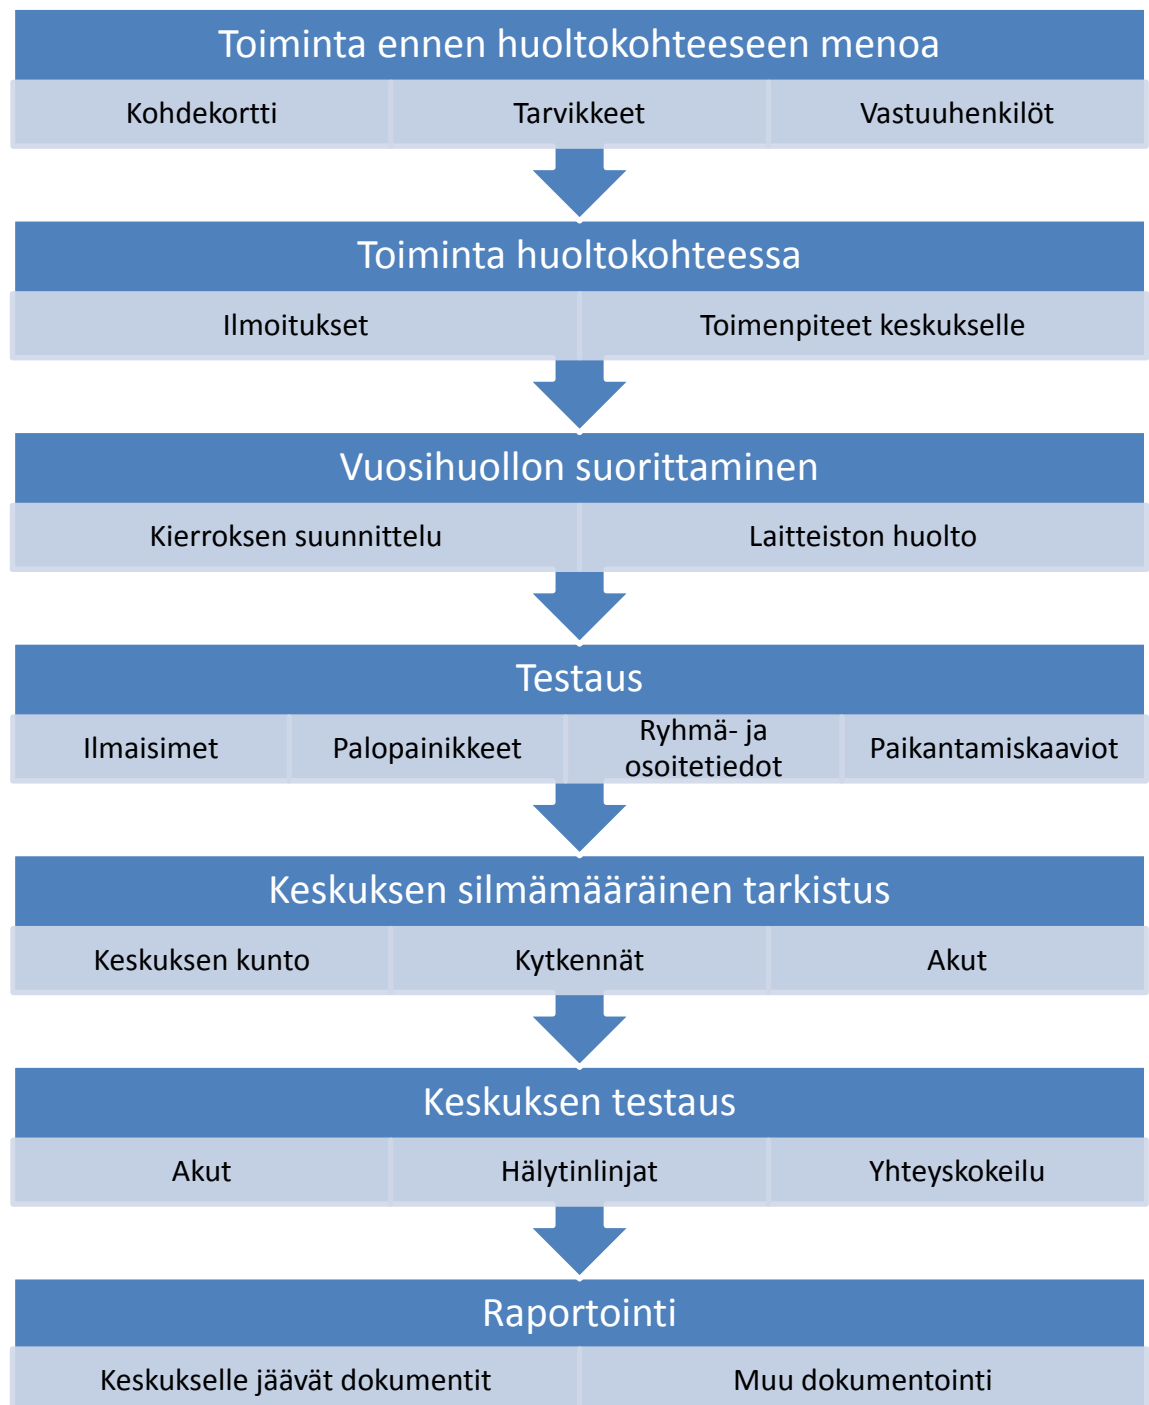 Toiminta ennen huoltokohteeseen menoa
Kohdekortti
Tarvikkeet
Vastuuhenkilöt
Toiminta huoltokohteessa
Ilmoitukset
Toimenpiteet keskukselle
Vuosihuollon suorittaminen
Kierroksen suunnittelu
Laitteiston huolto
Testaus
Ilmaisimet
Palopainikkeet
Ryhmä- ja
osoitetiedot
Paikantamiskaaviot
Keskuksen silmämääräinen tarkistus
Keskuksen kunto
Kytkennät
Akut
Keskuksen testaus
Akut
Hälytinlinjat
Yhteyskokeilu
Raportointi
Keskukselle jäävät dokumentit
Muu dokumentointi